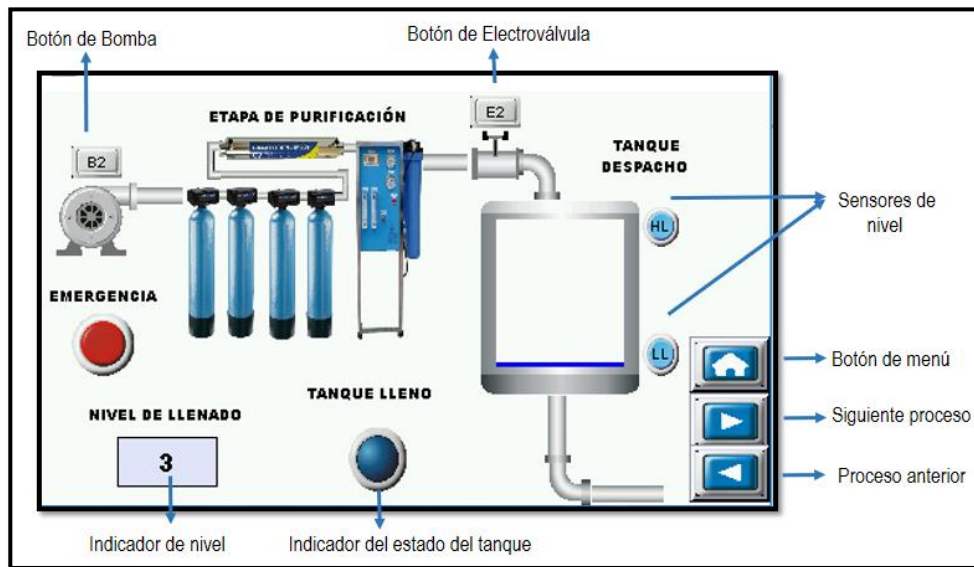 Botón de Bomba
Botón de Electroválvula
E2
ETAPA DE PURIFICACIÓN
TANQUE
DESPACHO
B2
Sensores de
nivel
HL
EMERGENCIA
LL
Botón de menú
TANQUE LLENO
NIVEL DE LLENADO
Siguiente proceso
3
Proceso anterior
Indicador de nivel
Indicador del estado del tanque